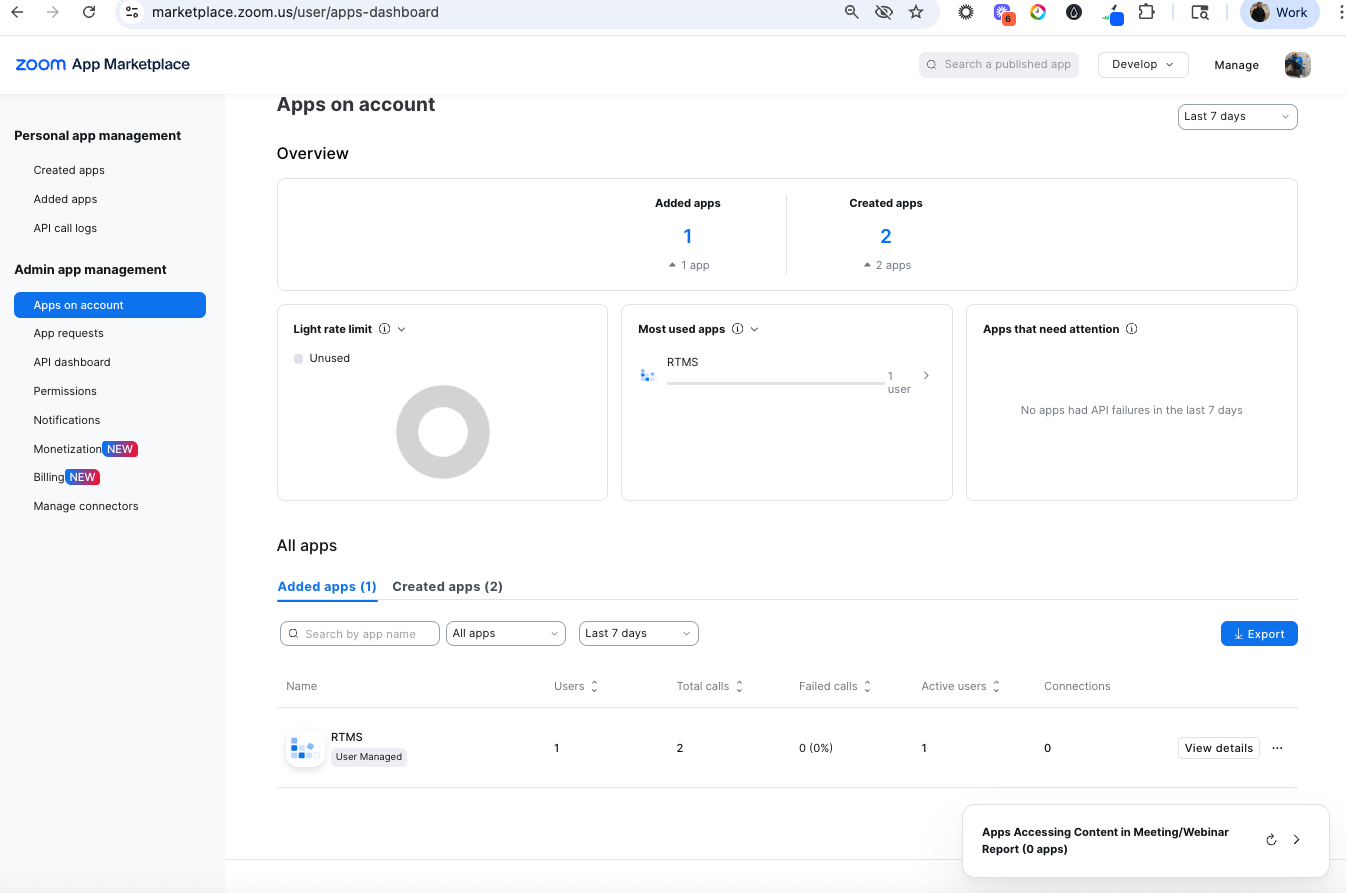 marketplace.zoom.us/user/apps-dashboard
6
Work
zoom App Marketplace
Search a published app
Develop
Manage
Personal app management
Created apps
Added apps
API call logs
Admin app management
Apps on account
App requests
API dashboard
Permissions
Notifications
Monetization NEW
Billing NEW
Manage connectors
Apps on account
Last 7 days
Overview
Added apps
1
1 app
Created apps
2
2 apps
Light rate limit
Unused
Most used apps
RTMS
1
user
Apps that need attention
No apps had API failures in the last 7 days
All apps
Added apps (1) Created apps (2)
Search by app name All apps Last 7 days Export
Name Users Total calls Failed calls Active users Connections
RTMS
User Managed
1 2 0 (0%) 1 0 View details ...
Apps Accessing Content in Meeting/Webinar
Report (0 apps)